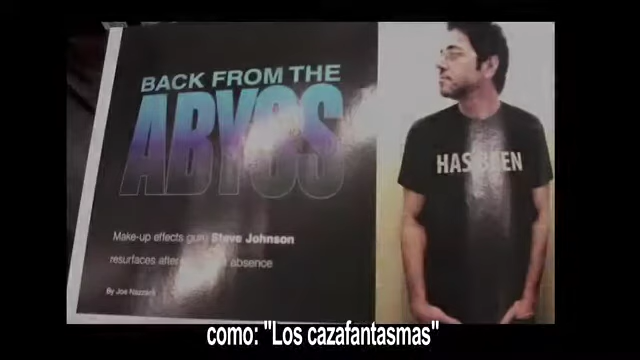 BACK FROM THE
ABYSS
Make-up effects guru Steve Johnson
resurfaces after absence
By Joe Nazzaro
HAS BEEN
como: "Los cazafantasmas"